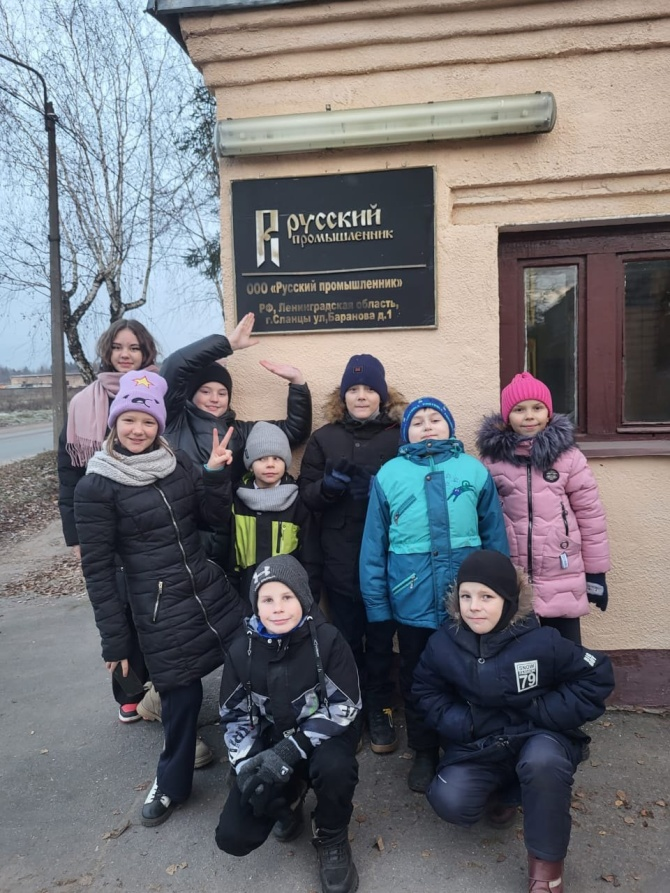 русский
промышленник
ООО «Русский промышленник»
РФ, Ленинградская область,
г.Сланцы ул,Баранова д.1
SNOW
79